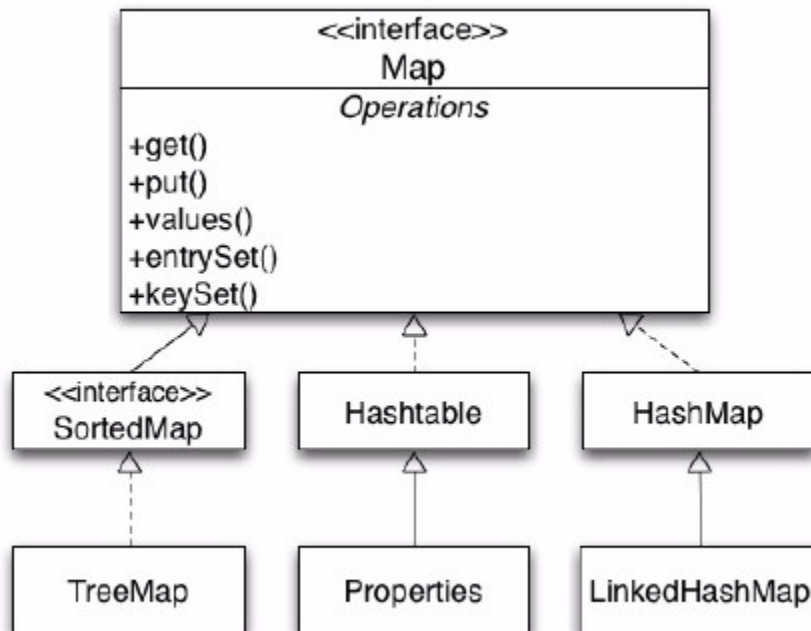 <<interface>>
Map
Operations
+get()
+put()
+values()
+entrySet()
+keySet()
<<interface>>
SortedMap
Hashtable
HashMap
TreeMap
Properties
LinkedHashMap